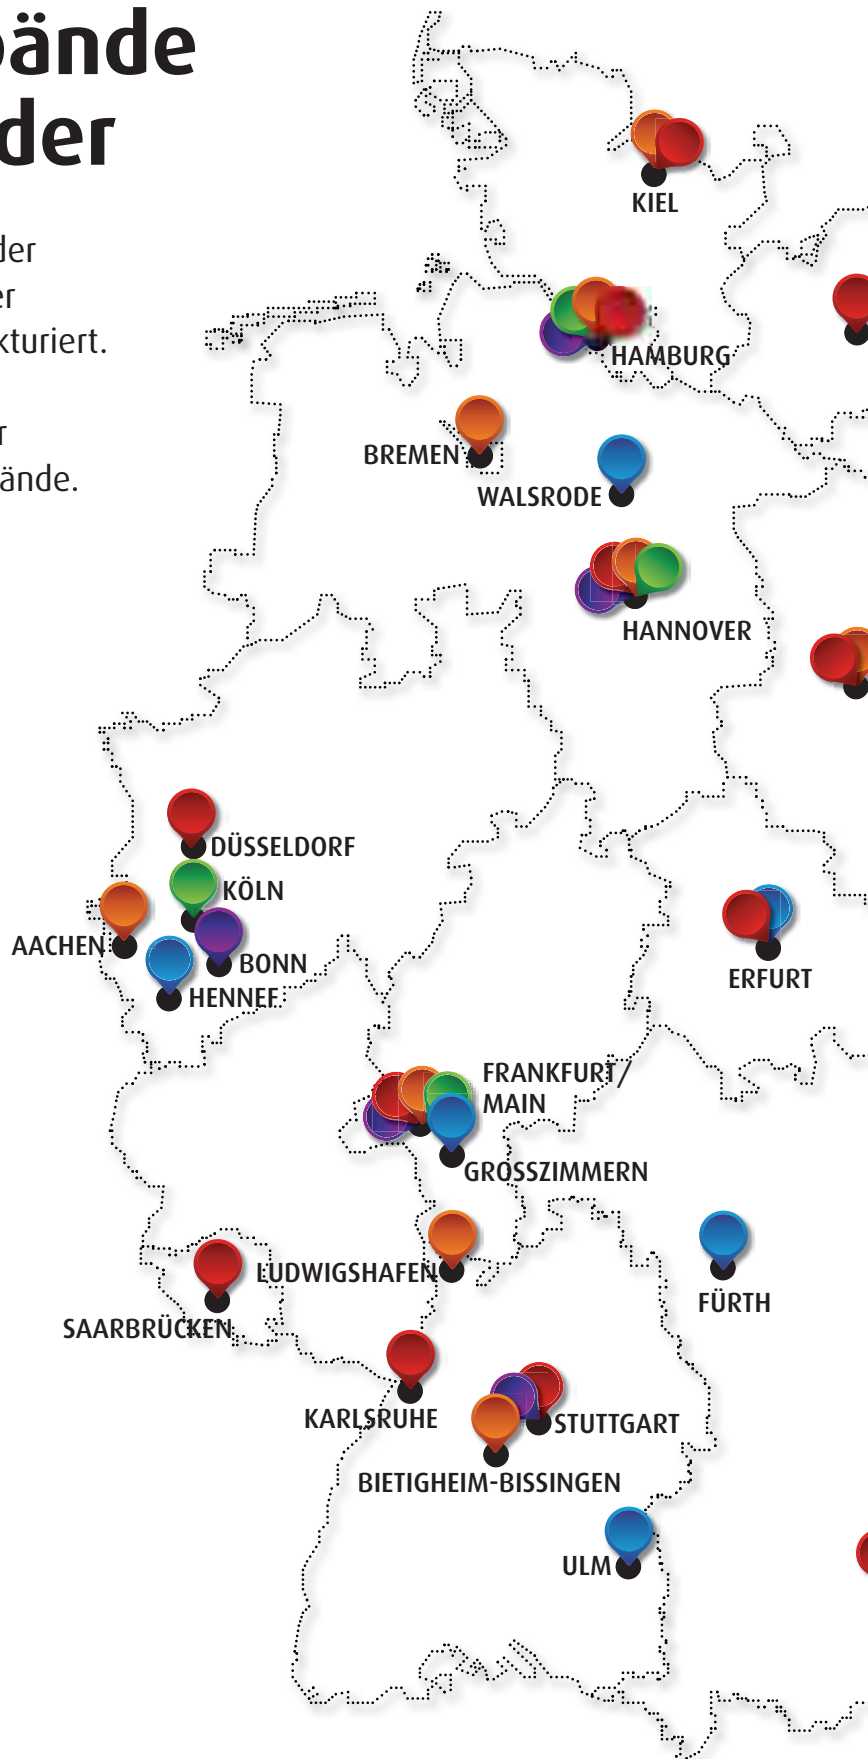 bände
der
der
er
kturiert.
r
ände.
KIEL
HAMBURG
BREMEN
WALSRODE
HANNOVER
DÜSSELDORF
KÖLN
AACHEN
BONN
HENNEF
ERFURT
FRANKFURT/
MAIN
GROSSZIMMERN
LUDWIGSHAFEN
FÜRTH
SAARBRÜCKEN
KARLSRUHE
STUTTGART
BIETIGHEIM-BISSINGEN
ULM